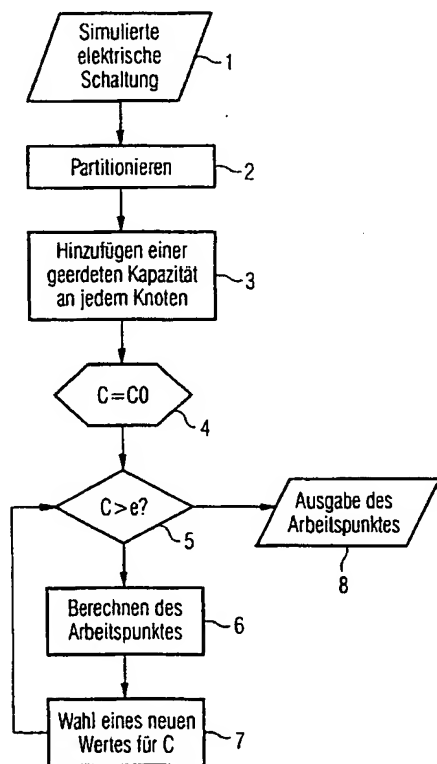 Simulierte
elektrische
Schaltung
1
Partitionieren
2
Hinzufügen einer
geerdeten Kapazität
an jedem Knoten
3
C=C0
4
C>e?
5
Ausgabe des
Arbeitspunktes
8
Berechnen des
Arbeitspunktes
6
Wahl eines neuen
Wertes für C
7